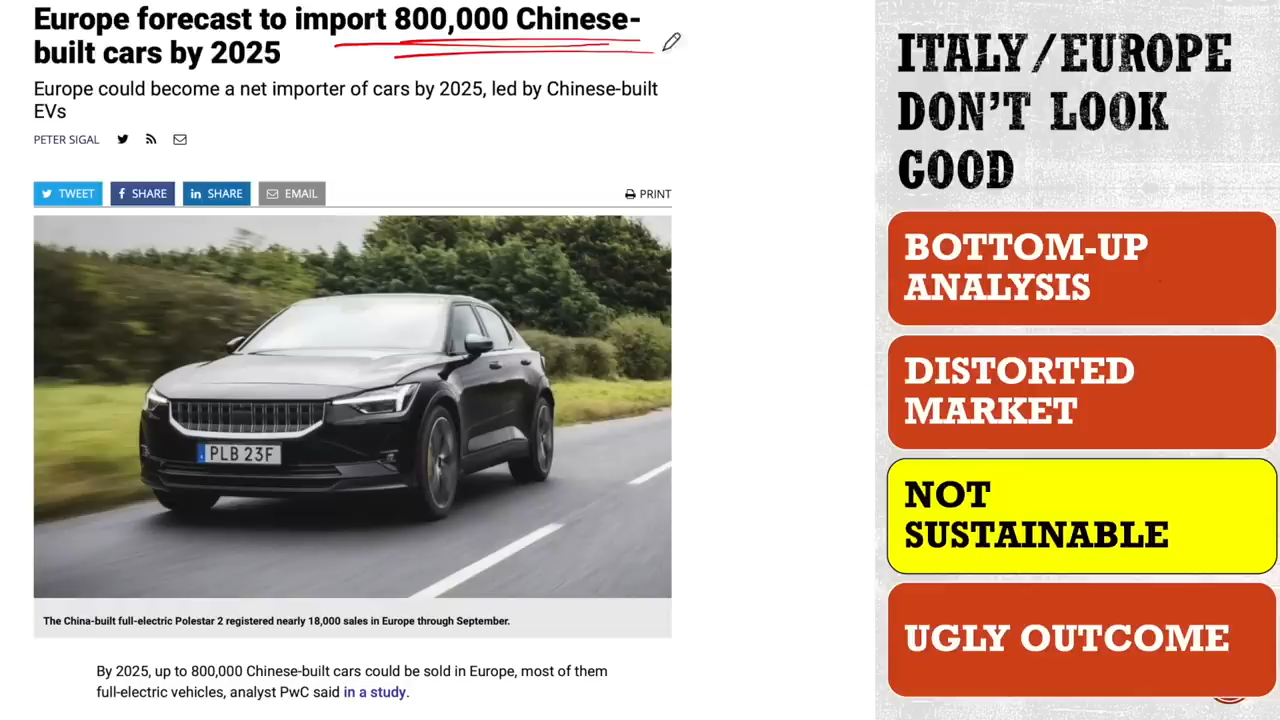 Europe forecast to import 800,000 Chinese-
built cars by 2025
Europe could become a net importer of cars by 2025, led by Chinese-built
EVs
PETER SIGAL
TWEET
SHARE
SHARE
EMAIL
PRINT
PLB 23F
The China-built full-electric Polestar 2 registered nearly 18,000 sales in Europe through September.
By 2025, up to 800,000 Chinese-built cars could be sold in Europe, most of them
full-electric vehicles, analyst PwC said in a study.
ITALY/EUROPE
DON'T LOOK
GOOD
BOTTOM-UP
ANALYSIS
DISTORTED
MARKET
NOT
SUSTAINABLE
UGLY OUTCOME